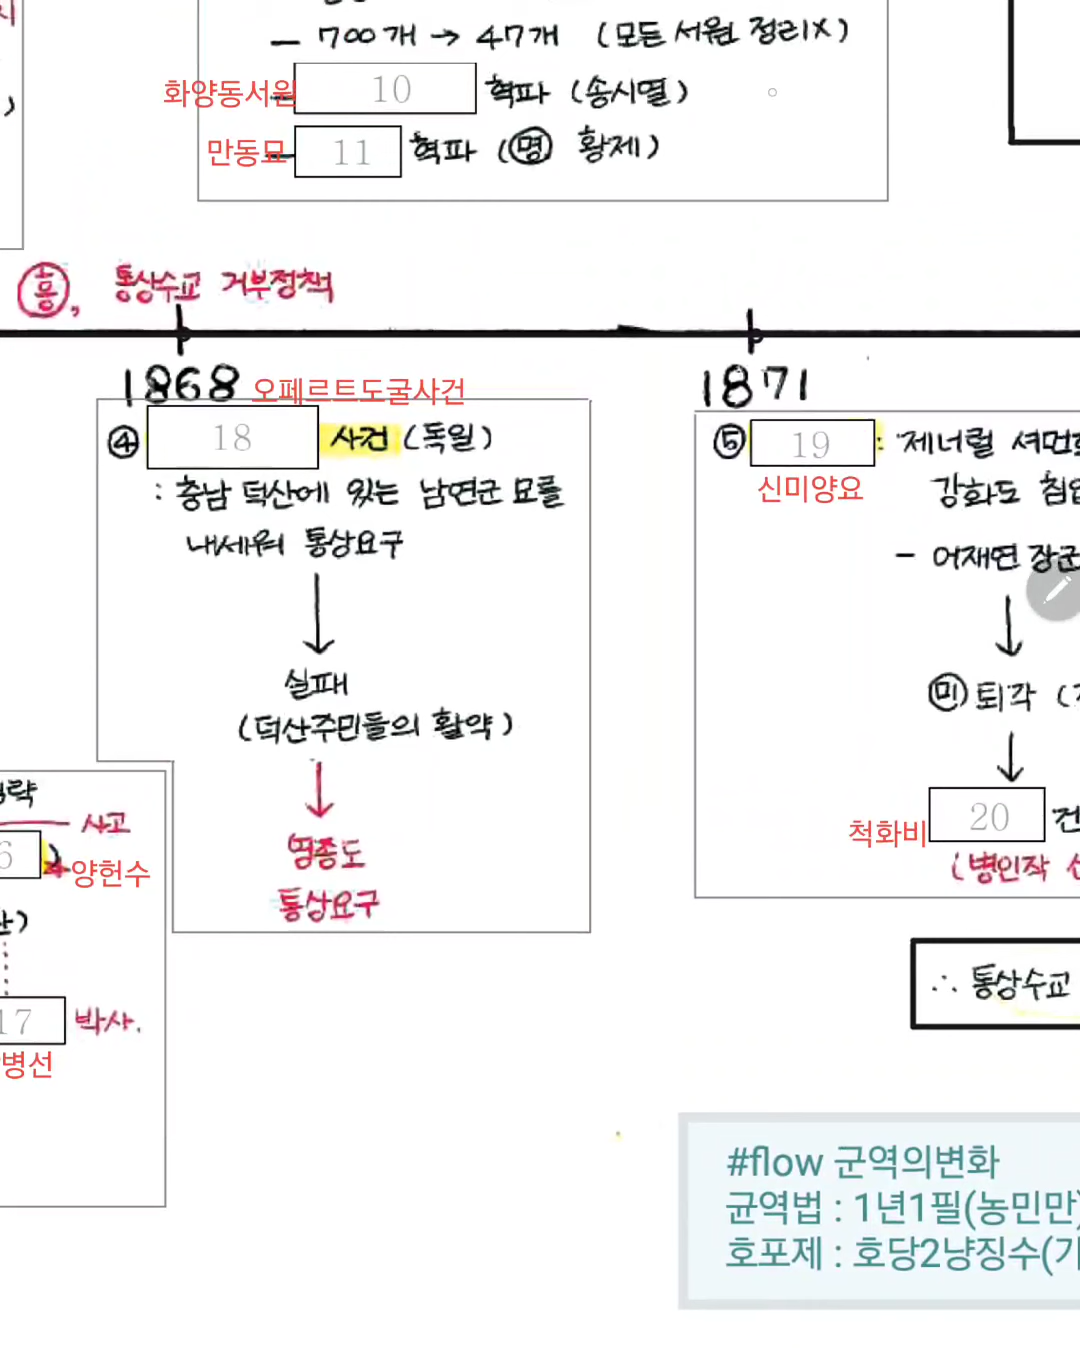 - 700개 → 47개 (모든 서원 정리X)
화양동서원 10 혁파 (송시열)
만동묘 11 혁파 (明 황제)
흥, 통상수교 거부정책
1868 오페르트도굴사건
④ 18 사건 (독일)
: 충남 덕산에 있는 남연군 묘를
내세워 통상요구
↓
실패
(덕산주민들의 활약)
↓
영종도
통상요구
1871
⑤ 19 : 제너럴 셔먼
신미양요
강화도 침
- 어재연 장군
↓
미 퇴각 (
↓
척화비 20 건
(병인작
∴ 통상수교
략
사고
6 )
양헌수
)
17 박사.
병선
#flow 군역의변화
균역법 : 1년1필(농민만)
호포제 : 호당2냥징수(기